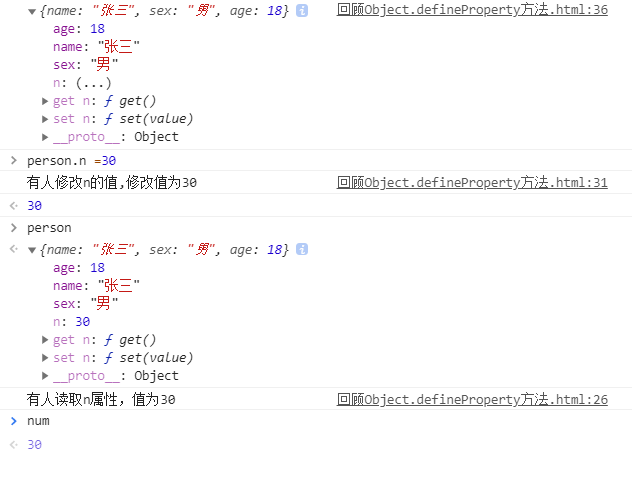 ▼{name: "张三", sex: "男", age: 18} i 回顾Object.defineProperty方法.html:36
age: 18
name: "张三"
sex: "男"
n: (...)
▶ get n: ƒ get()
▶ set n: ƒ set(value)
▶ __proto__: Object
> person.n =30
有人修改n的值,修改值为30 回顾Object.defineProperty方法.html:31
30
> person
▼{name: "张三", sex: "男", age: 18} i
age: 18
name: "张三"
sex: "男"
n: 30
▶ get n: ƒ get()
▶ set n: ƒ set(value)
▶ __proto__: Object
有人读取n属性，值为30 回顾Object.defineProperty方法.html:26
> num
30